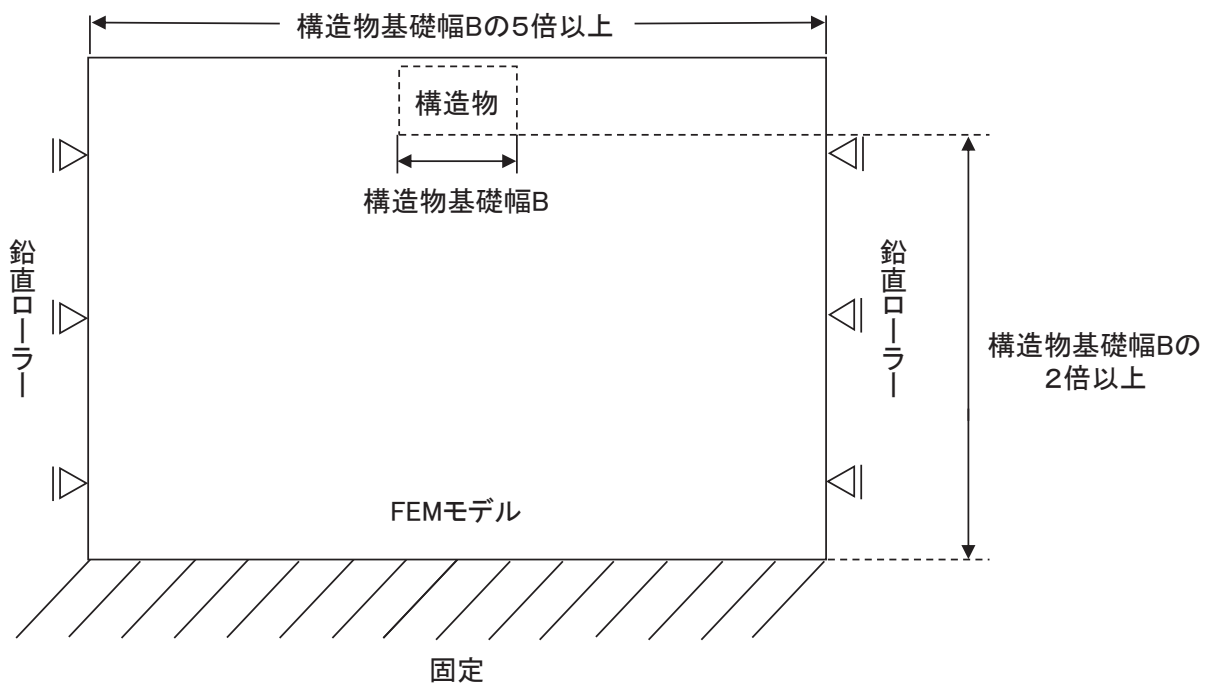 構造物基礎幅Bの5倍以上
構造物
構造物基礎幅B
鉛直ローラー
鉛直ローラー
構造物基礎幅Bの
2倍以上
FEMモデル
固定